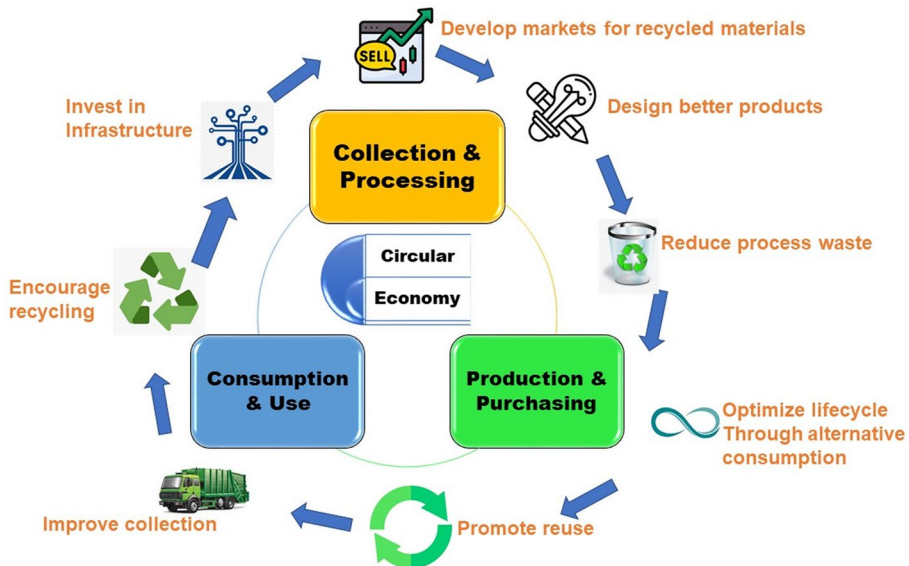 SELL
Develop markets for recycled materials
Invest in
Infrastructure
Design better products
Collection &
Processing
Reduce process waste
Circular
Economy
Encourage
recycling
Consumption
& Use
Production &
Purchasing
Optimize lifecycle
Through alternative
consumption
Improve collection
Promote reuse